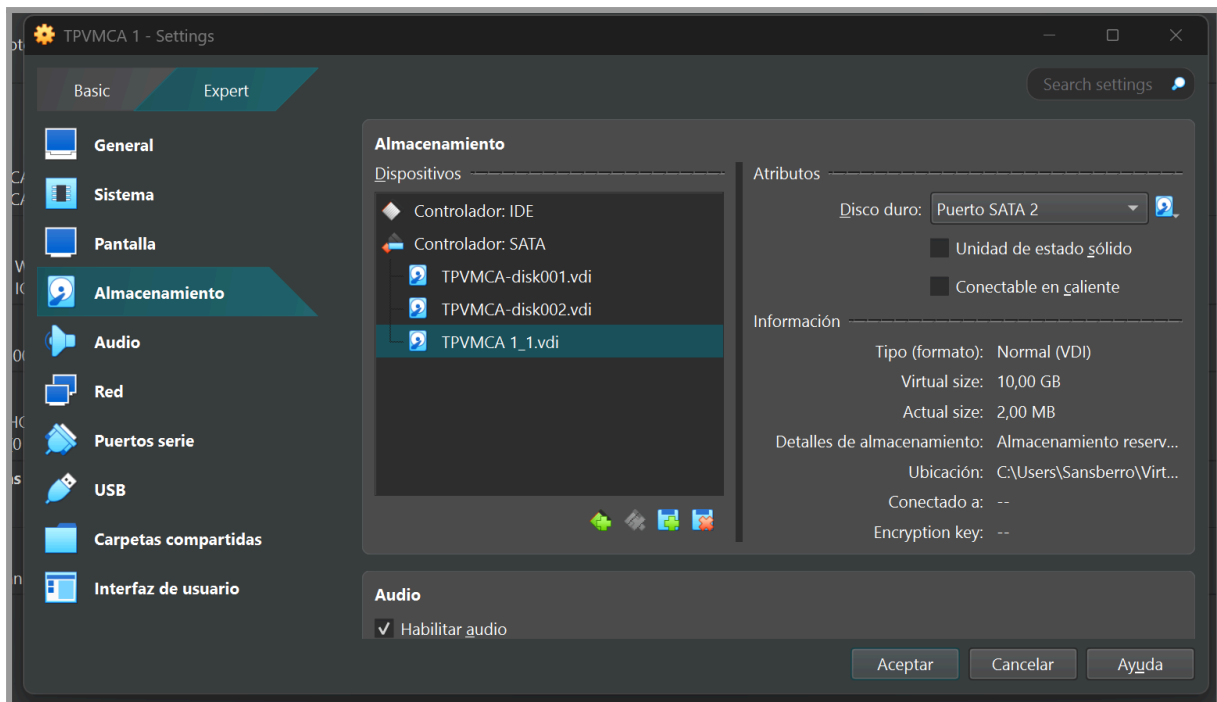 TPVMCA 1 - Settings
Basic
Expert
Search settings
General
Sistema
Pantalla
Almacenamiento
Audio
Red
Puertos serie
USB
Carpetas compartidas
Interfaz de usuario
Almacenamiento
Dispositivos
Controlador: IDE
Controlador: SATA
TPVMCA-disk001.vdi
TPVMCA-disk002.vdi
TPVMCA 1_1.vdi
Atributos
Disco duro: Puerto SATA 2
Unidad de estado sólido
Conectable en caliente
Información
Tipo (formato): Normal (VDI)
Virtual size: 10,00 GB
Actual size: 2,00 MB
Detalles de almacenamiento: Almacenamiento reserv...
Ubicación: C:\Users\Sansberro\Virt...
Conectado a: --
Encryption key: --
Audio
Habilitar audio
Aceptar
Cancelar
Ayuda